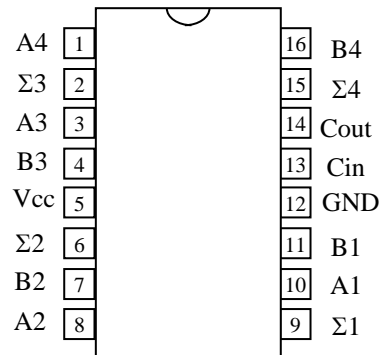 A4 1 16 B4
Σ3 2 15 Σ4
A3 3 14 Cout
B3 4 13 Cin
Vcc 5 12 GND
Σ2 6 11 B1
B2 7 10 A1
A2 8 9 Σ1